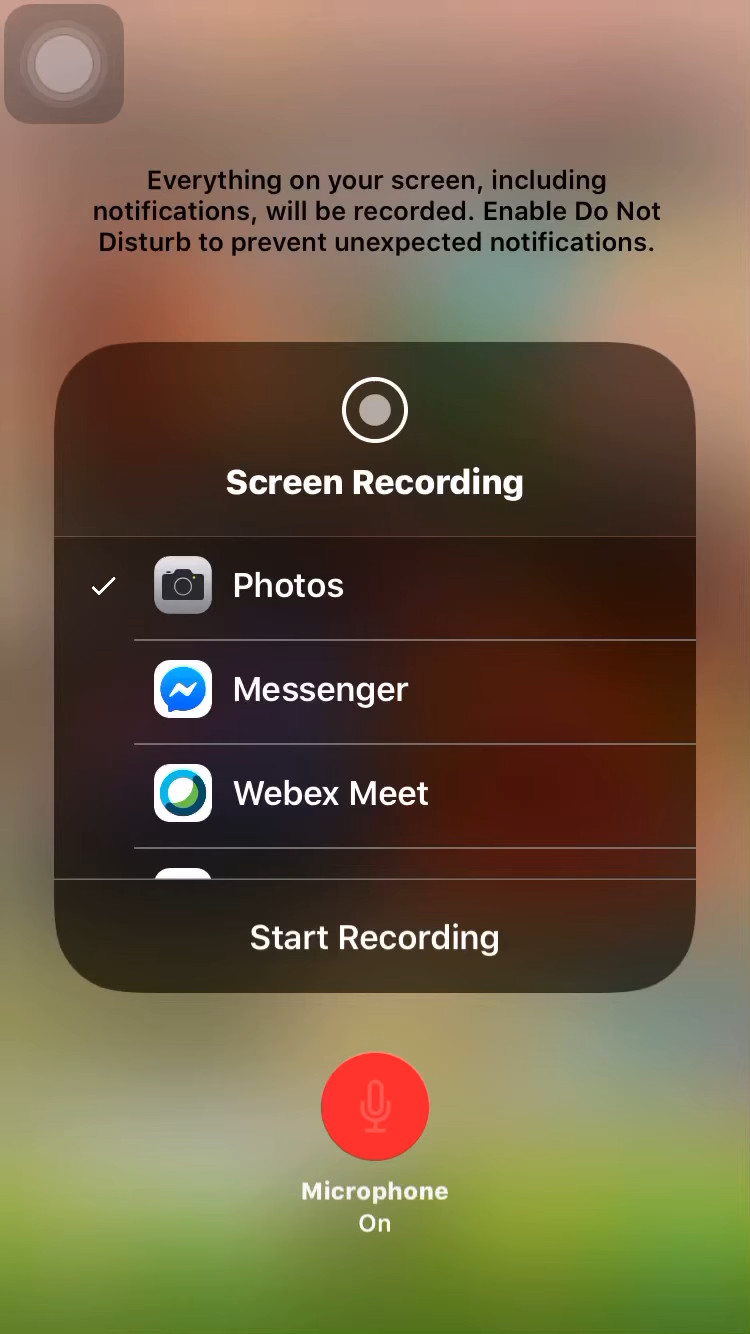 Everything on your screen, including
notifications, will be recorded. Enable Do Not
Disturb to prevent unexpected notifications.
Screen Recording
Photos
Messenger
Webex Meet
Start Recording
Microphone
On